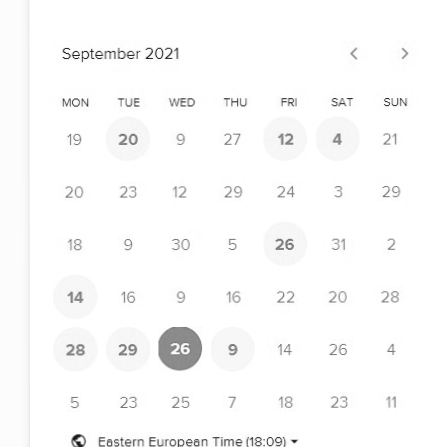 September 2021
MON TUE WED THU FRI SAT SUN
19 20 9 27 12 4 21
20 23 12 29 24 3 29
18 9 30 5 26 31 2
14 16 9 16 22 20 28
28 29 26 9 14 26 4
5 23 25 7 18 23 11
Eastern European Time (18:09)